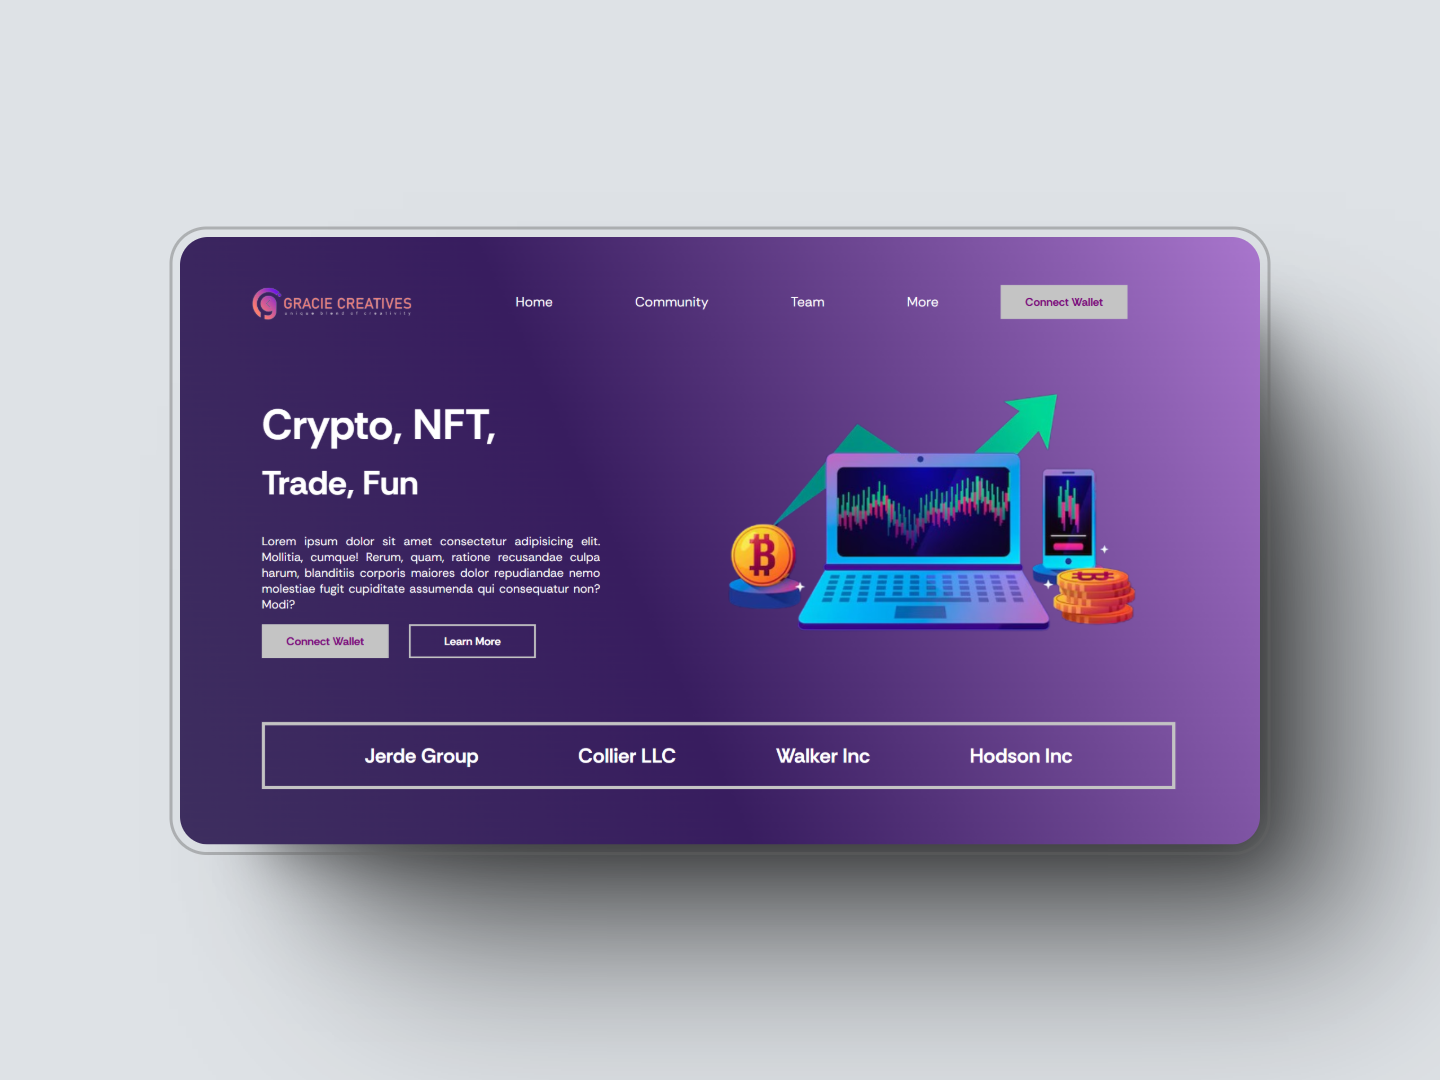 GRACIE CREATIVES
unique blend of creativity
Home
Community
Team
More
Connect Wallet
Crypto, NFT,
Trade, Fun
Lorem ipsum dolor sit amet consectetur adipisicing elit.
Mollitia, cumque! Rerum, quam, ratione recusandae culpa
harum, blanditiis corporis maiores dolor repudiandae nemo
molestiae fugit cupiditate assumenda qui consequatur non?
Modi?
Connect Wallet
Learn More
Jerde Group
Collier LLC
Walker Inc
Hodson Inc